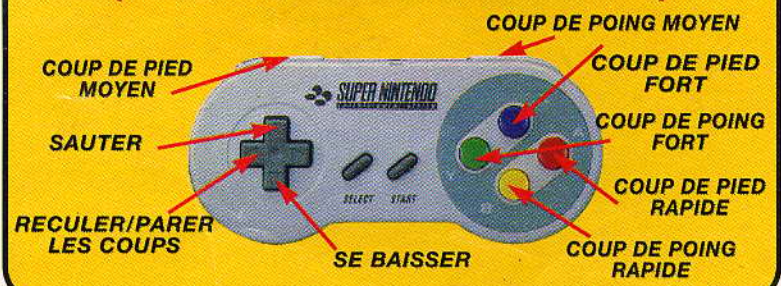 COUP DE POING MOYEN
COUP DE PIED
MOYEN
COUP DE PIED
FORT
SUPER NINTENDO
SAUTER
COUP DE POING
FORT
A
Y
SELECT START
B
COUP DE PIED
RAPIDE
RECULER/PARER
LES COUPS
SE BAISSER
COUP DE POING
RAPIDE